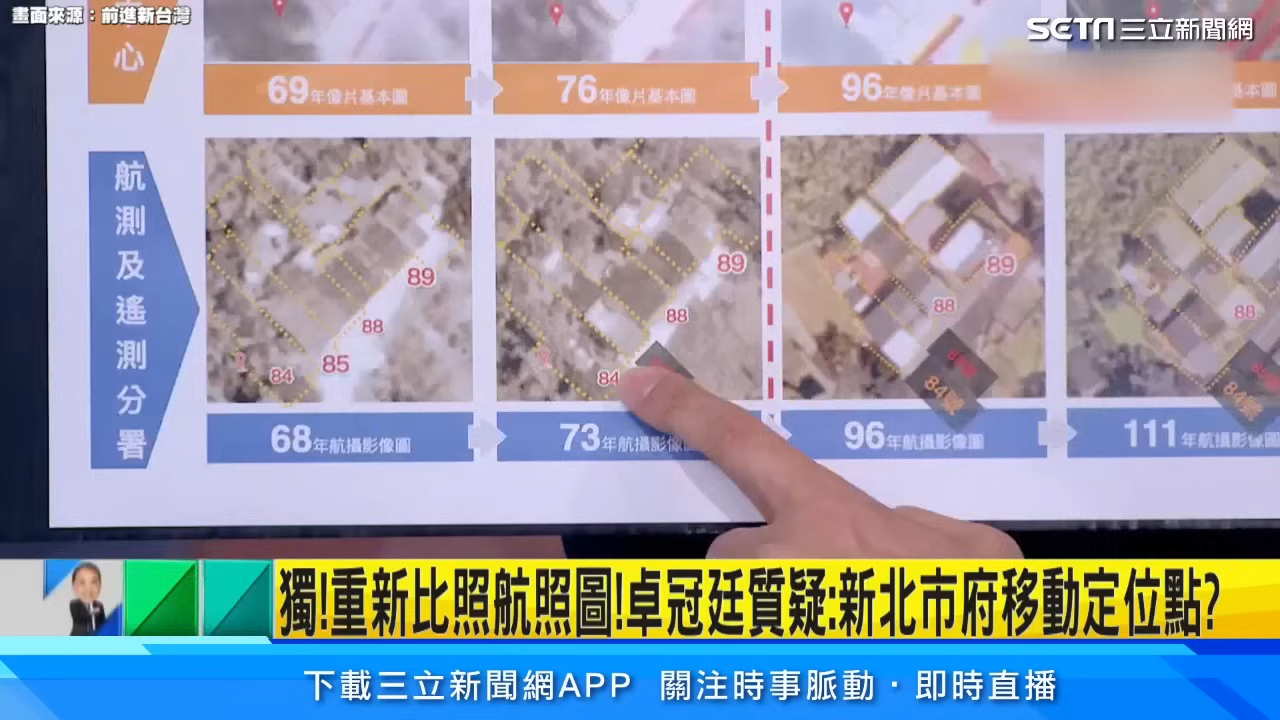 畫面來源：前進新台灣
SETN三立新聞網
心
69年像片基本圖
76年像片基本圖
96年像片基本圖
本圖
航測及遙測分署
89
88
85
84
89
88
84
89
88
84號
88
84號
68年航攝影像圖
73年航攝影像圖
96年航攝影像圖
111年航攝影像圖
獨!重新比照航照圖!卓冠廷質疑:新北市府移動定位點?
下載三立新聞網APP 關注時事脈動・即時直播